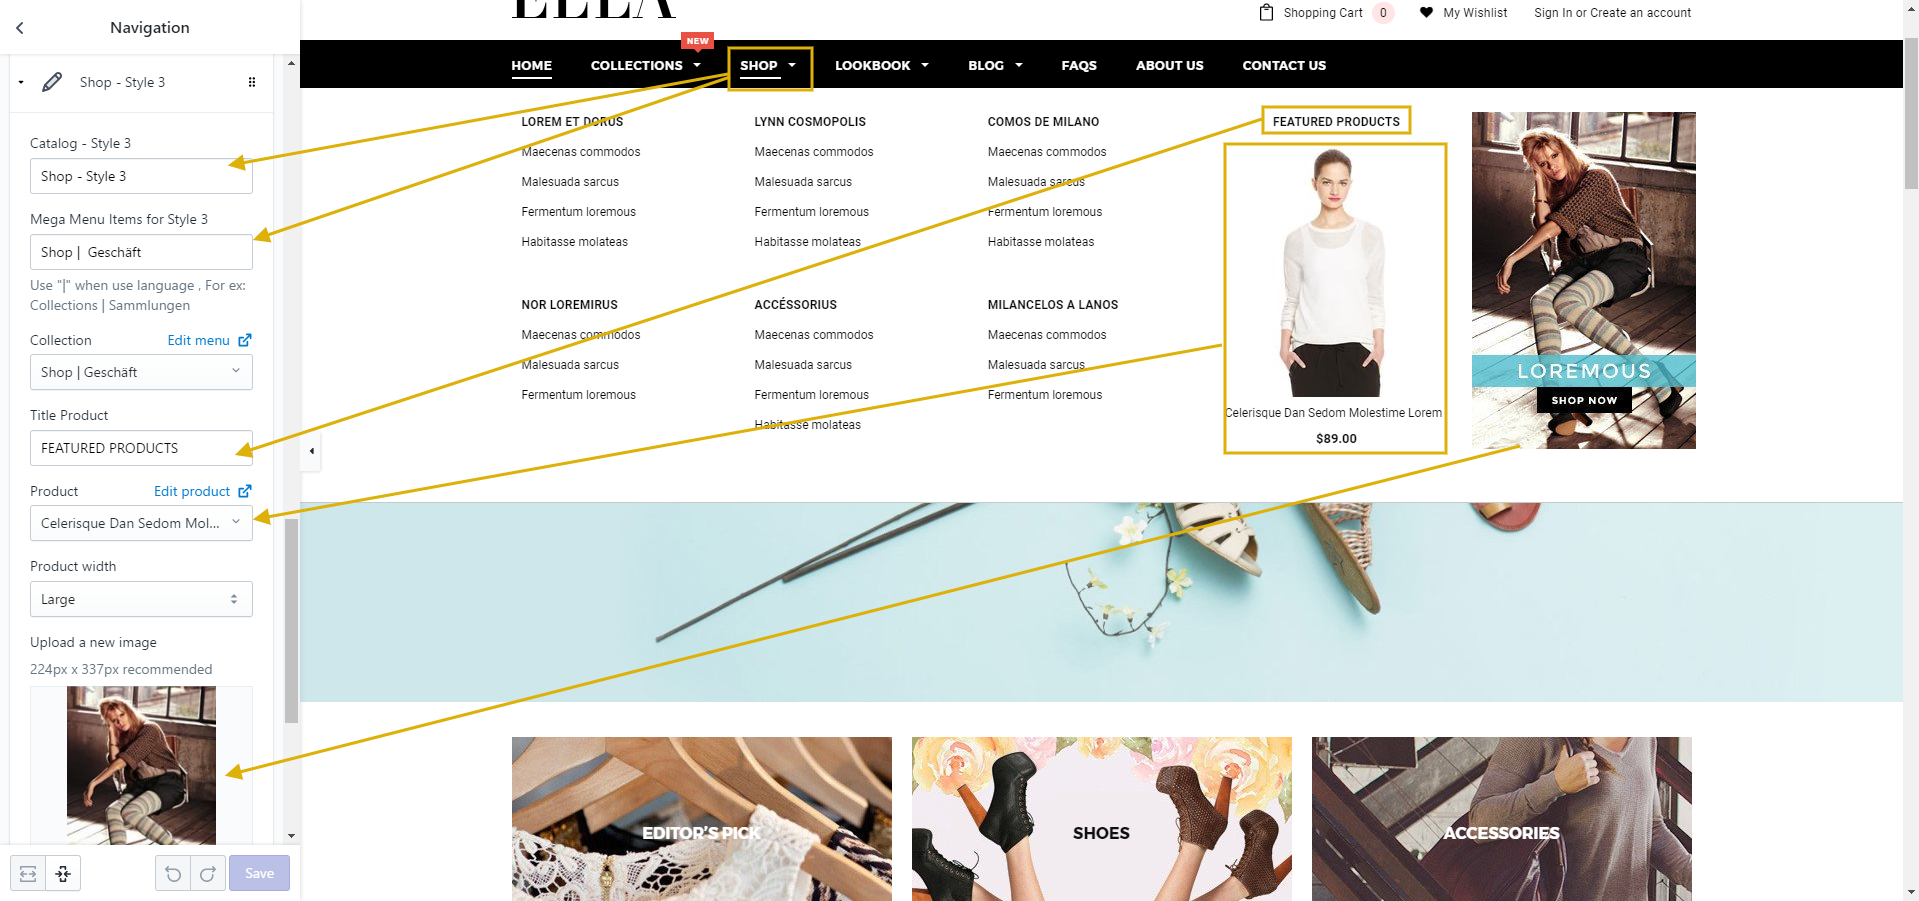 Navigation
Shop - Style 3
Catalog - Style 3
Shop - Style 3
Mega Menu Items for Style 3
Shop |  Geschäft
Use "|" when use language , For ex:
Collections | Sammlungen
Collection Edit menu
Shop | Geschäft
Title Product
FEATURED PRODUCTS
Product Edit product
Celerisque Dan Sedom Mol...
Product width
Large
Upload a new image
224px x 337px recommended
Save
ELLA
Shopping Cart 0 My Wishlist Sign In or Create an account
NEW
HOME COLLECTIONS SHOP LOOKBOOK BLOG FAQS ABOUT US CONTACT US
LOREM ET DORUS
Maecenas commodos
Malesuada sarcus
Fermentum loremous
Habitasse molateas
LYNN COSMOPOLIS
Maecenas commodos
Malesuada sarcus
Fermentum loremous
Habitasse molateas
COMOS DE MILANO
Maecenas commodos
Malesuada sarcus
Fermentum loremous
Habitasse molateas
NOR LOREMIRUS
Maecenas commodos
Malesuada sarcus
Fermentum loremous
ACCÉSSORIUS
Maecenas commodos
Malesuada sarcus
Fermentum loremous
Habitasse molateas
MILANCELOS A LANOS
Maecenas commodos
Malesuada sarcus
Fermentum loremous
FEATURED PRODUCTS
Celerisque Dan Sedom Molestime Lorem
$89.00
LOREMOUS
SHOP NOW
EDITOR'S PICK
SHOES
ACCESSORIES